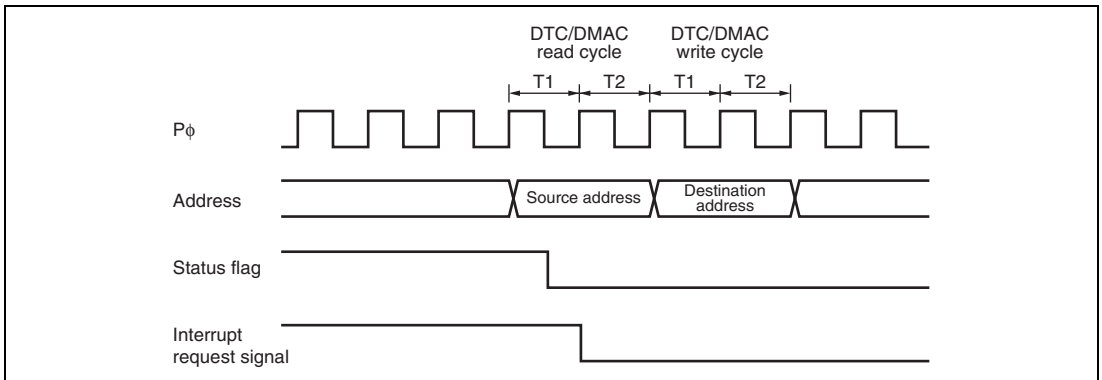 DTC/DMAC DTC/DMAC
read cycle write cycle
T1 T2 T1 T2
Pϕ
Address Source address Destination
address
Status flag
Interrupt
request signal